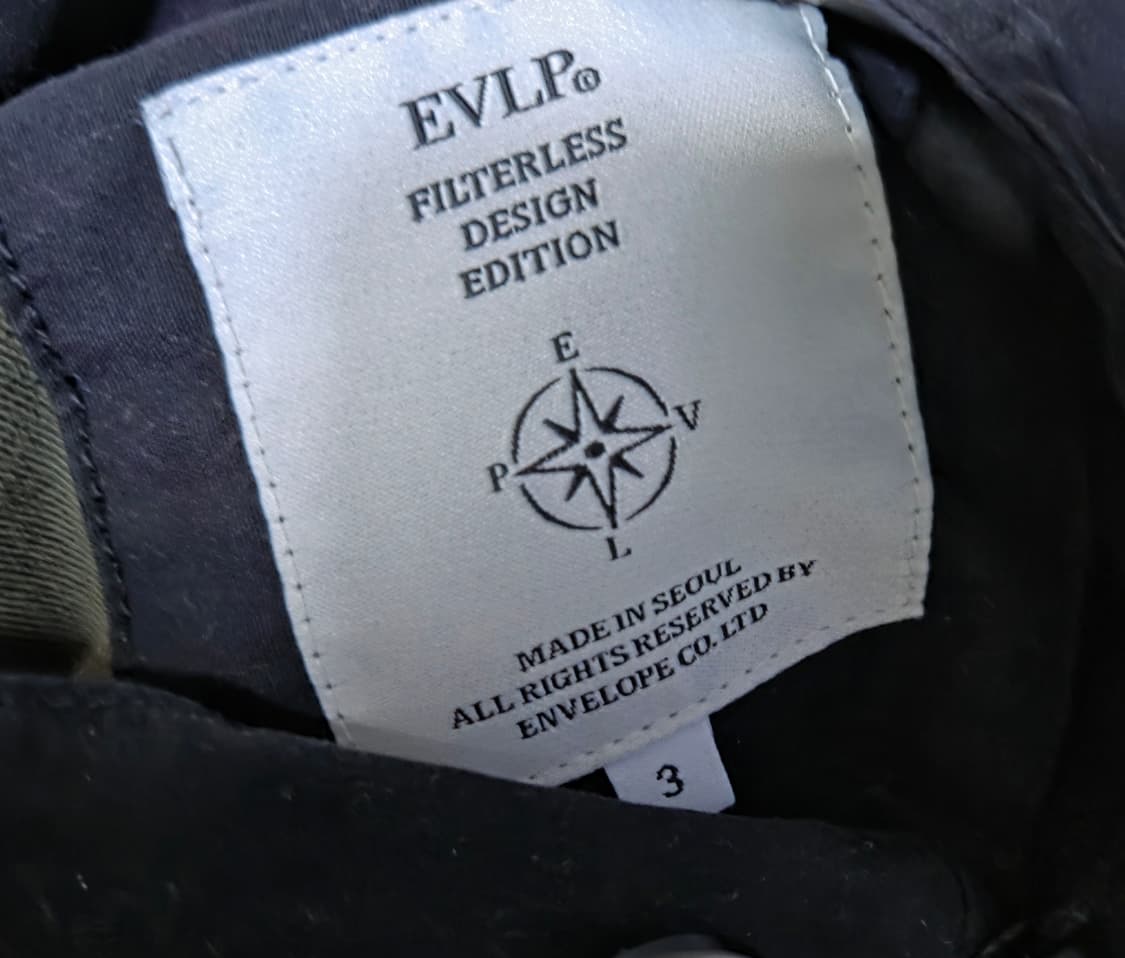 EVLP®
FILTERLESS
DESIGN
EDITION
E
V
P
L
MADE IN SEOUL
ALL RIGHTS RESERVED BY
ENVELOPE CO. LTD
3